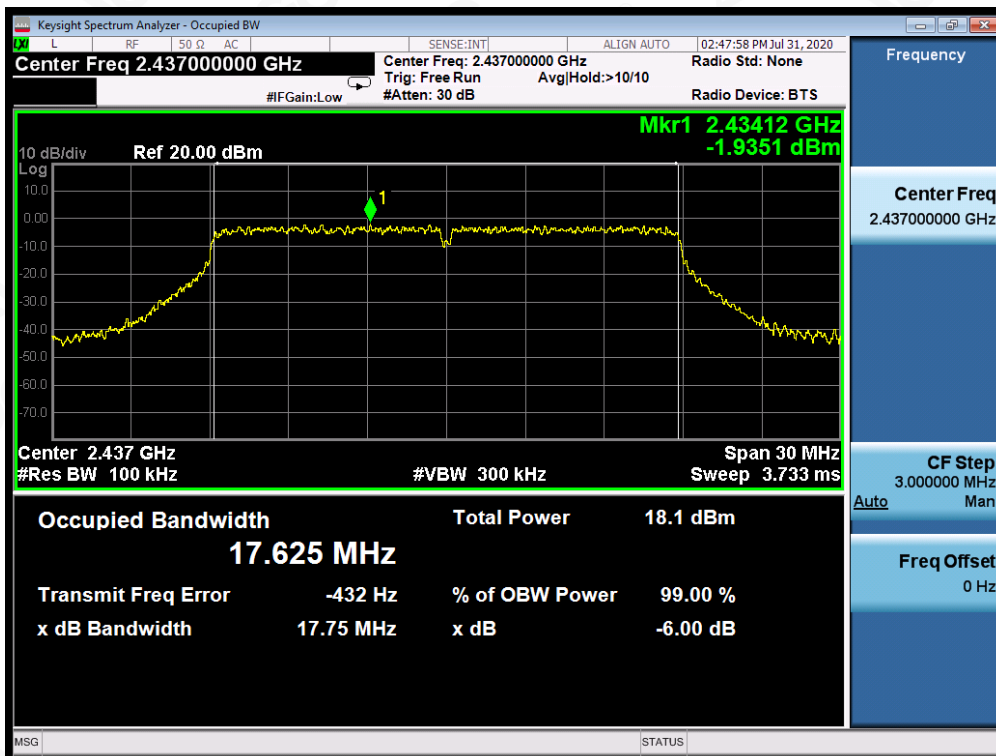 Keysight Spectrum Analyzer - Occupied BW
LXI L RF 50 Ω AC SENSE:INT ALIGN AUTO 02:47:58 PM Jul 31, 2020
Center Freq 2.437000000 GHz
#IFGain:Low
Center Freq: 2.437000000 GHz
Trig: Free Run Avg|Hold:>10/10
#Atten: 30 dB
Radio Std: None
Radio Device: BTS
Mkr1 2.43412 GHz
-1.9351 dBm
10 dB/div Ref 20.00 dBm
Log
10.0
0.00
-10.0
-20.0
-30.0
-40.0
-50.0
-60.0
-70.0
1
Center 2.437 GHz Span 30 MHz
#Res BW 100 kHz #VBW 300 kHz Sweep 3.733 ms
Occupied Bandwidth Total Power 18.1 dBm
17.625 MHz
Transmit Freq Error -432 Hz % of OBW Power 99.00 %
x dB Bandwidth 17.75 MHz x dB -6.00 dB
Frequency
Center Freq
2.437000000 GHz
CF Step
3.000000 MHz
Auto Man
Freq Offset
0 Hz
MSG STATUS